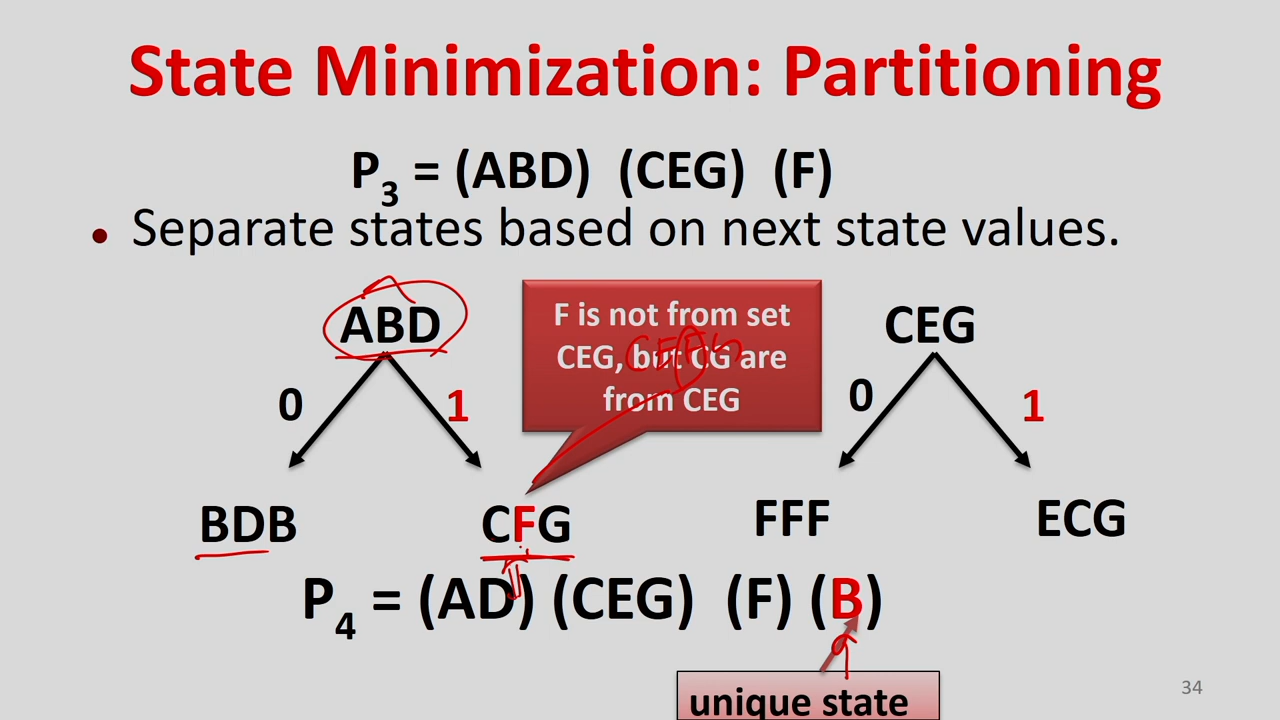 State Minimization: Partitioning
P3 = (ABD) (CEG) (F)
• Separate states based on next state values.
ABD
F is not from set
CEG, but CG are
from CEG
CEG
0
1
0
1
BDB
CFG
FFF
ECG
P4 = (AD) (CEG) (F) (B)
unique state
34